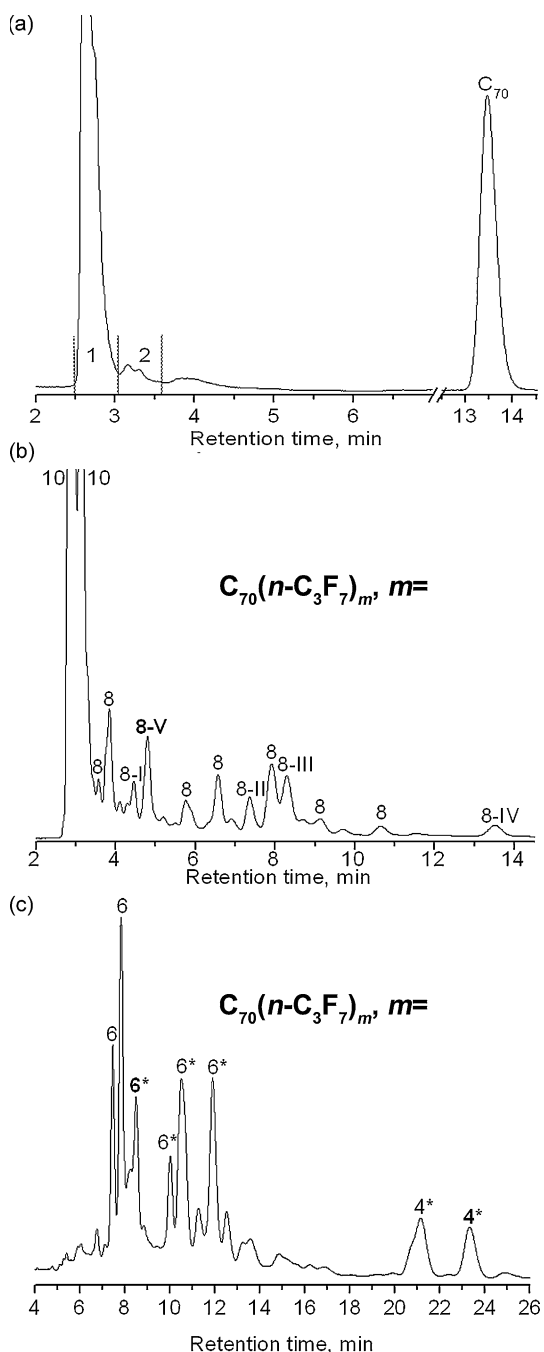 (a)
C70
1
2
2 3 4 5 6 13 14
Retention time, min
(b)
10 10
C70(n-C3F7)m, m=
8
8-V
8
8-I
8
8
8-II
8
8-III
8
8
8-IV
2 4 6 8 10 12 14
Retention time, min
(c)
6
C70(n-C3F7)m, m=
6
6*
6*
6*
6*
4*
4*
4 6 8 10 12 14 16 18 20 22 24 26
Retention time, min